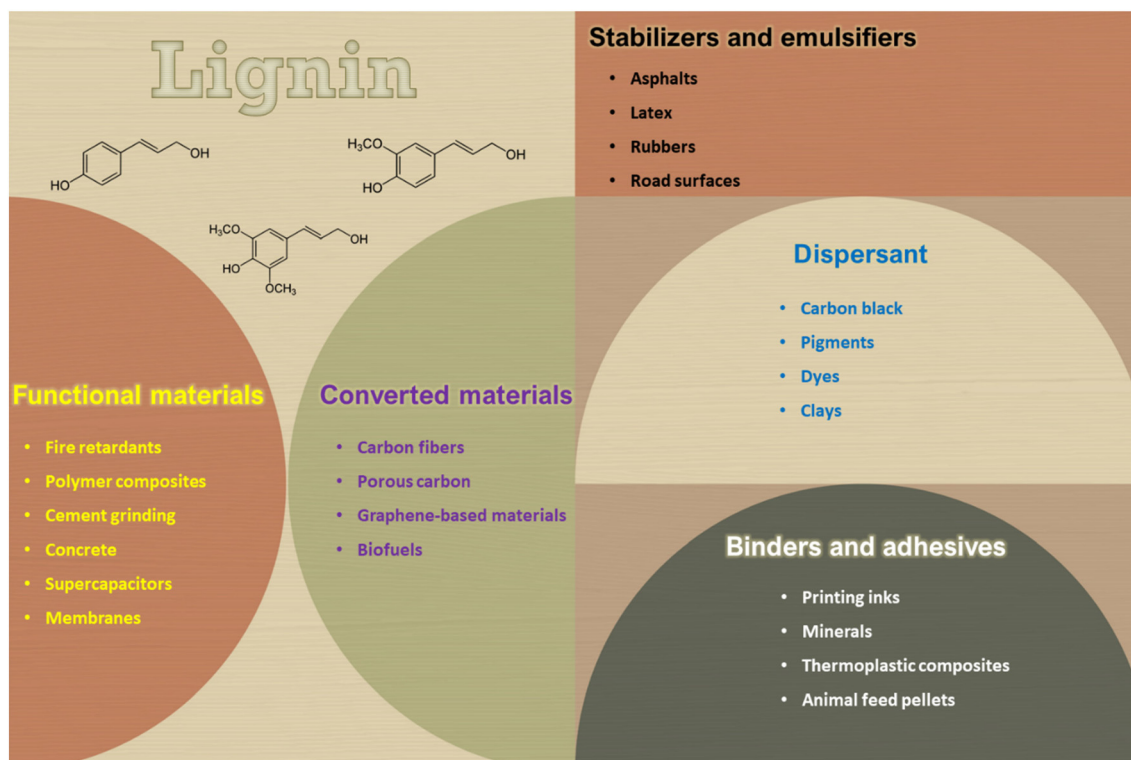 Lignin
OH
HO
H₃CO
OH
HO
H₃CO
OH
HO
OCH₃
Functional materials
• Fire retardants
• Polymer composites
• Cement grinding
• Concrete
• Supercapacitors
• Membranes
Converted materials
• Carbon fibers
• Porous carbon
• Graphene-based materials
• Biofuels
Stabilizers and emulsifiers
• Asphalts
• Latex
• Rubbers
• Road surfaces
Dispersant
• Carbon black
• Pigments
• Dyes
• Clays
Binders and adhesives
• Printing inks
• Minerals
• Thermoplastic composites
• Animal feed pellets